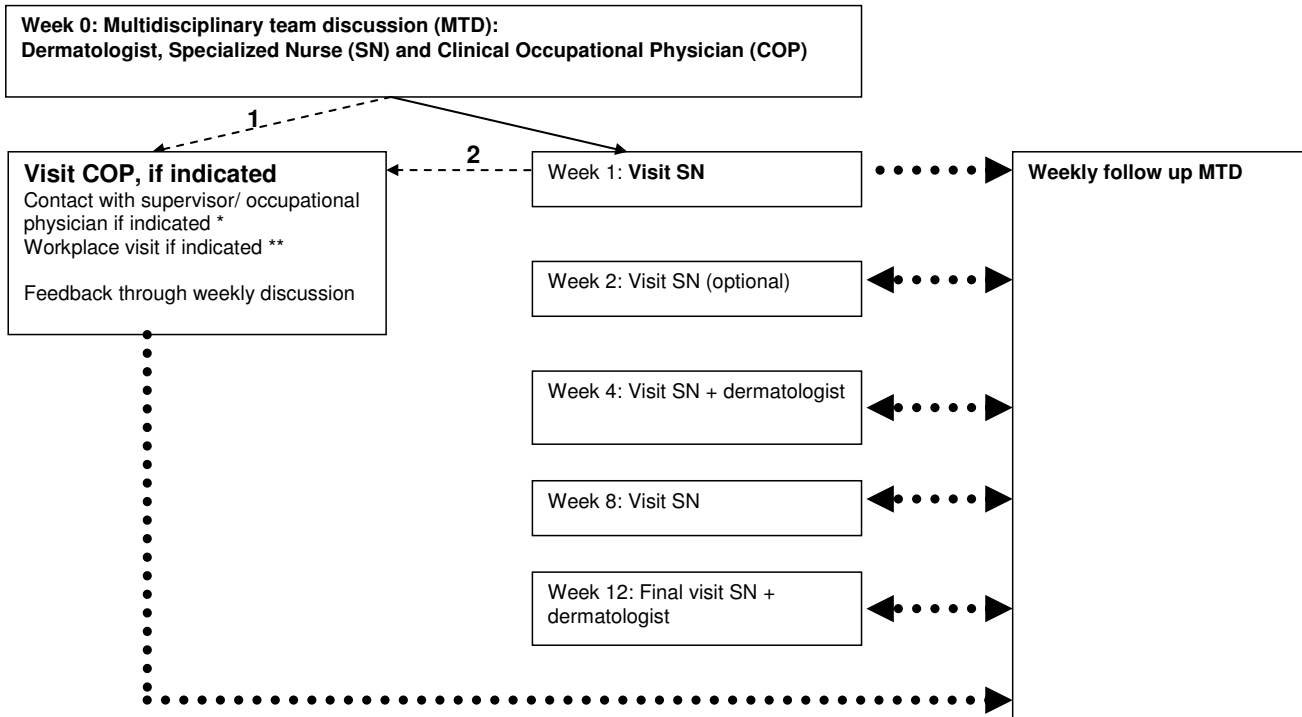 Week 0: Multidisciplinary team discussion (MTD):
Dermatologist, Specialized Nurse (SN) and Clinical Occupational Physician (COP)
1
2
Visit COP, if indicated
Contact with supervisor/ occupational
physician if indicated *
Workplace visit if indicated **
Feedback through weekly discussion
Week 1: Visit SN
Weekly follow up MTD
Week 2: Visit SN (optional)
Week 4: Visit SN + dermatologist
Week 8: Visit SN
Week 12: Final visit SN +
dermatologist